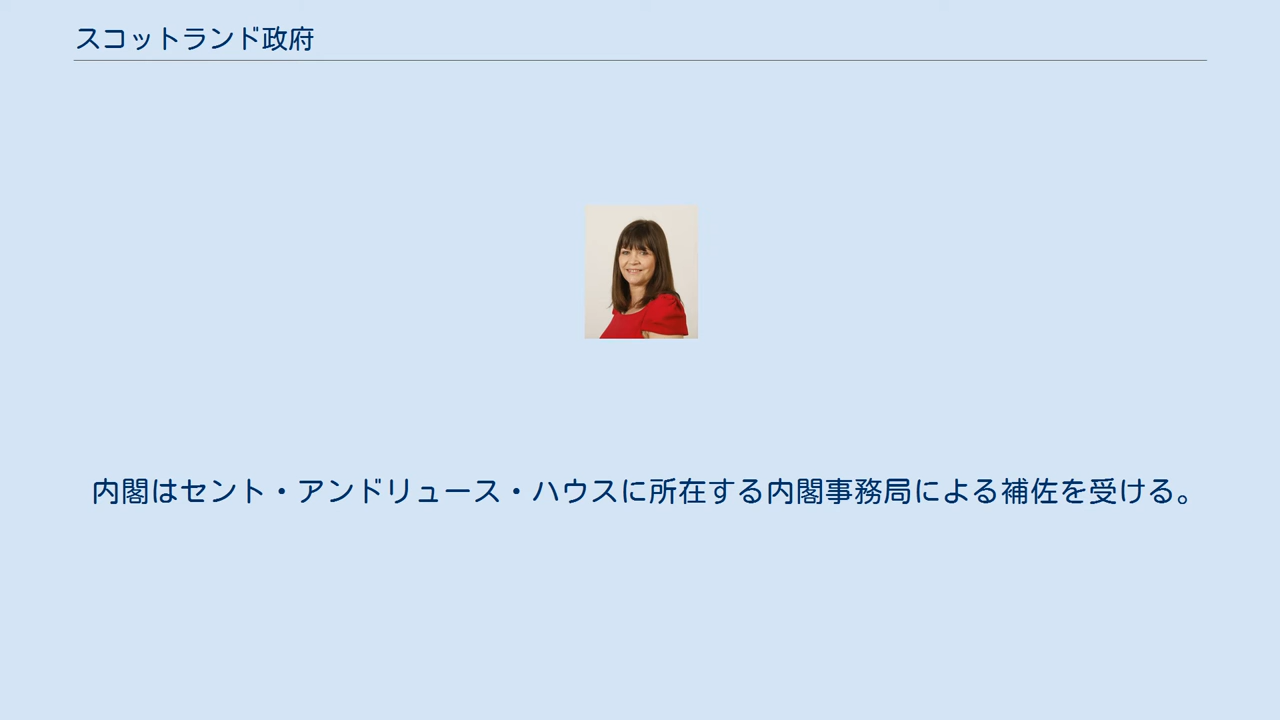 スコットランド政府
内閣はセント・アンドリュース・ハウスに所在する内閣事務局による補佐を受ける。